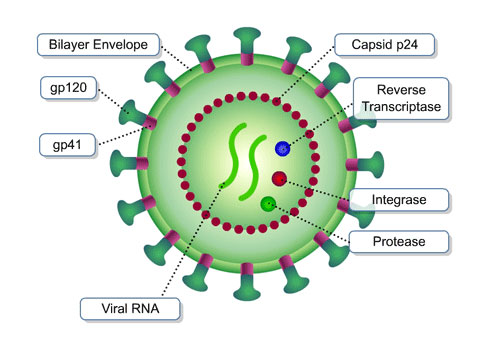 Bilayer Envelope
Capsid p24
gp120
Reverse
Transcriptase
gp41
Integrase
Protease
Viral RNA